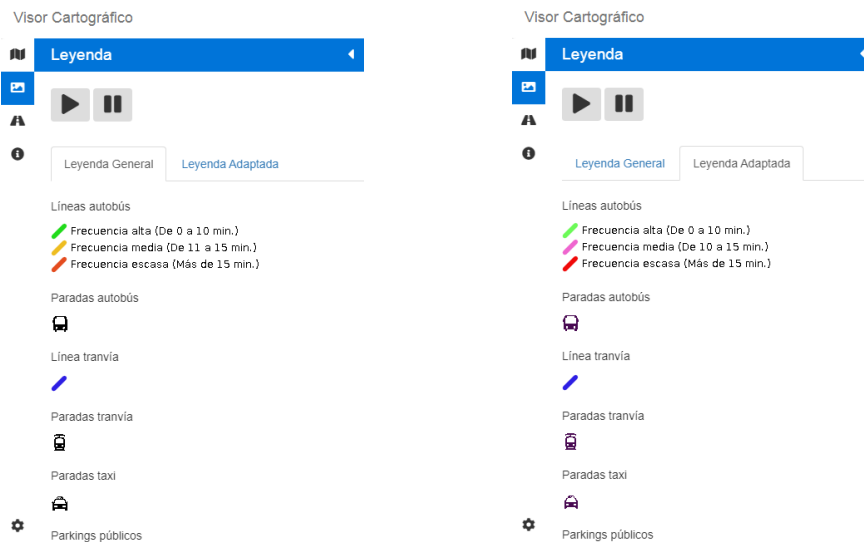 Visor Cartográfico
Leyenda
Leyenda General
Leyenda Adaptada
Líneas autobús
Frecuencia alta (De 0 a 10 min.)
Frecuencia media (De 11 a 15 min.)
Frecuencia escasa (Más de 15 min.)
Paradas autobús
Línea tranvía
Paradas tranvía
Paradas taxi
Parkings públicos
Visor Cartográfico
Leyenda
Leyenda General
Leyenda Adaptada
Líneas autobús
Frecuencia alta (De 0 a 10 min.)
Frecuencia media (De 10 a 15 min.)
Frecuencia escasa (Más de 15 min.)
Paradas autobús
Línea tranvía
Paradas tranvía
Paradas taxi
Parkings públicos